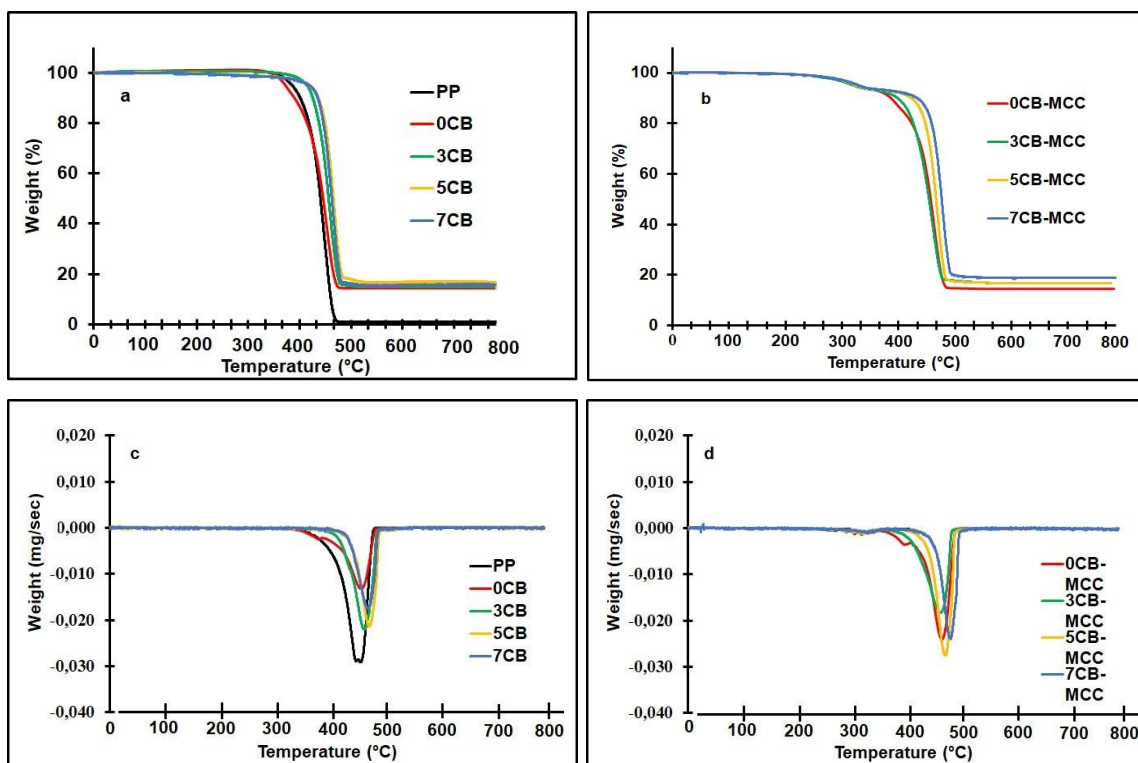 a
Weight (%)
100
80
60
40
20
0
0 100 200 300 400 500 600 700 800
Temperature (°C)
PP
0CB
3CB
5CB
7CB
b
Weight (%)
100
80
60
40
20
0
0 100 200 300 400 500 600 700 800
Temperature (°C)
0CB-MCC
3CB-MCC
5CB-MCC
7CB-MCC
c
Weight (mg/sec)
0,020
0,010
0,000
-0,010
-0,020
-0,030
-0,040
0 100 200 300 400 500 600 700 800
Temperature (°C)
PP
0CB
3CB
5CB
7CB
d
Weight (mg/sec)
0,020
0,010
0,000
-0,010
-0,020
-0,030
-0,040
0 100 200 300 400 500 600 700 800
Temperature (°C)
0CB-
MCC
3CB-
MCC
5CB-
MCC
7CB-
MCC